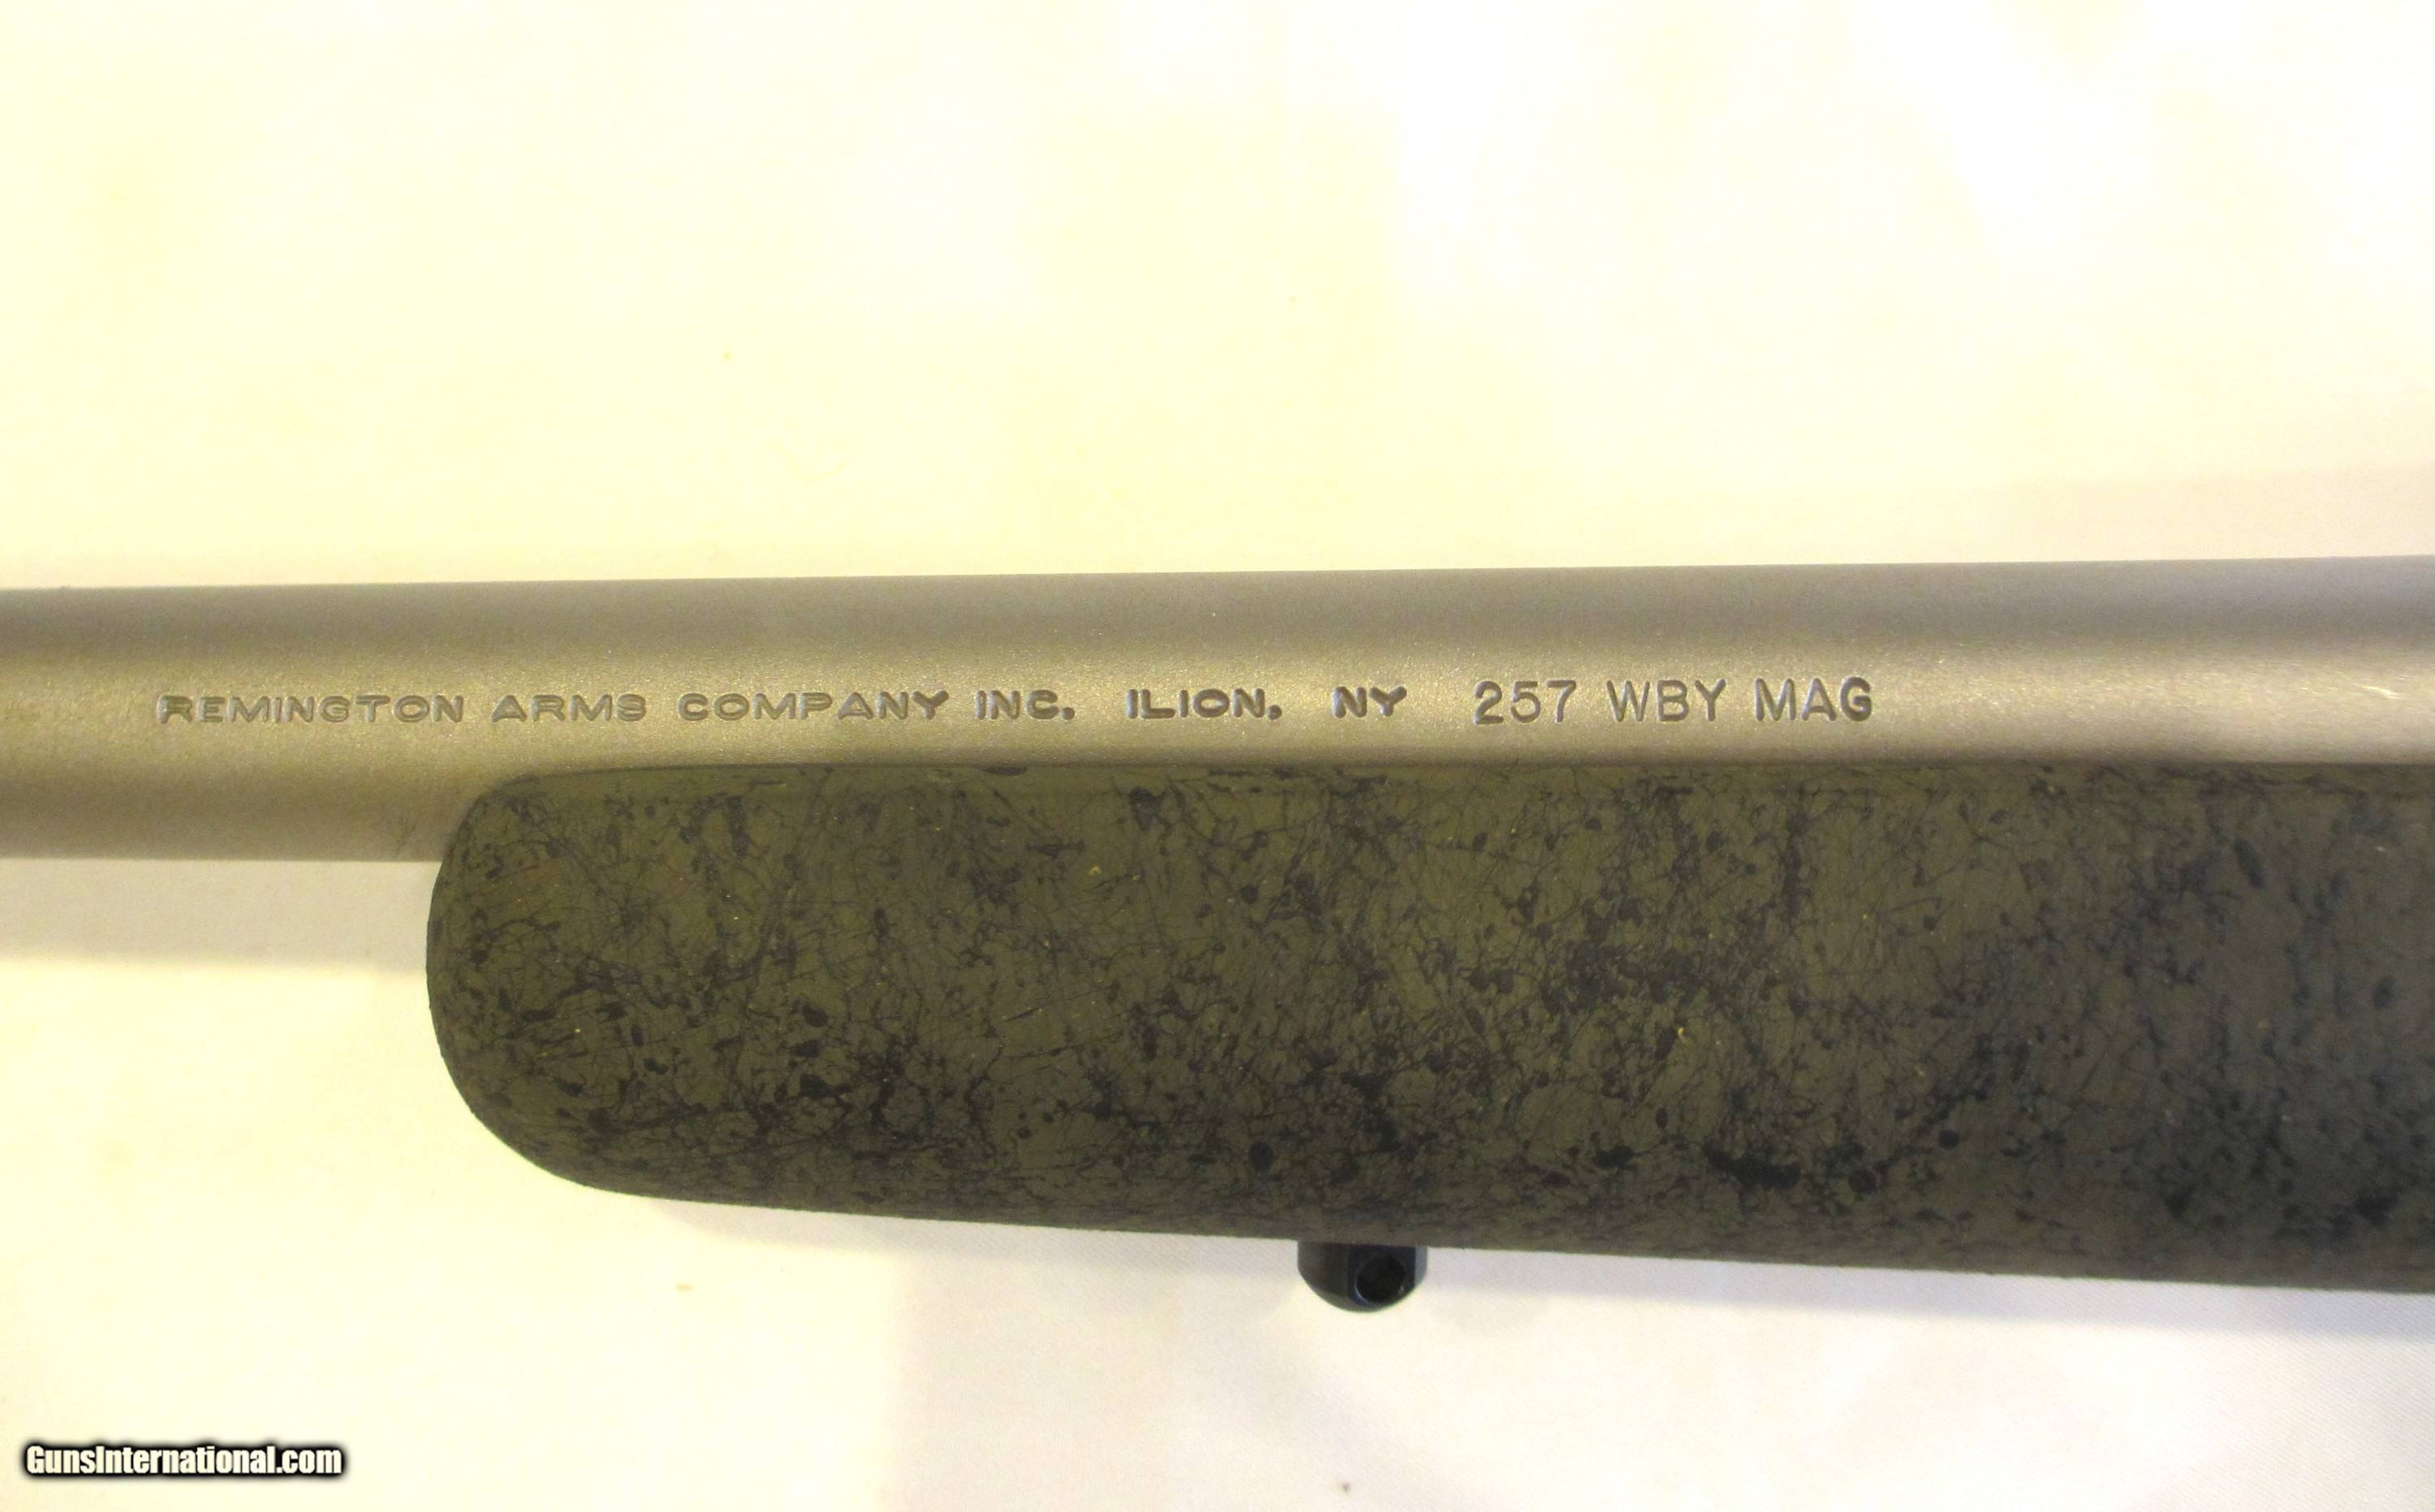 REMINGTON ARMS COMPANY INC. ILION, NY 257 WBY MAG
GunsInternational.com